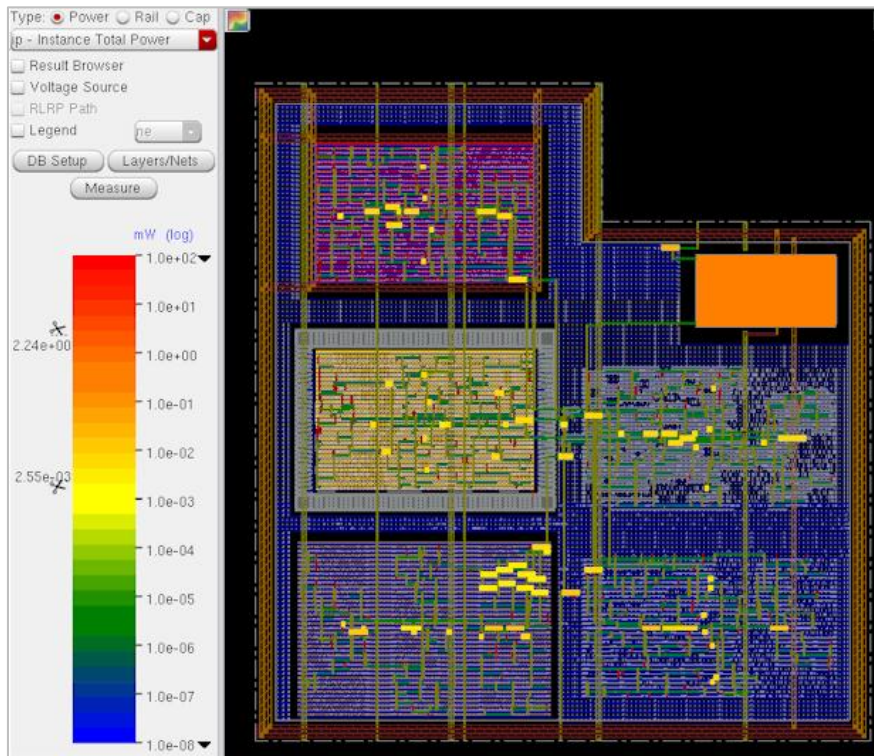 Type: Power Rail Cap
ip - Instance Total Power
Result Browser
Voltage Source
RLRP Path
Legend ne
DB Setup Layers/Nets
Measure
mW (log)
1.0e+02
1.0e+01
2.24e+00
1.0e+00
1.0e-01
1.0e-02
2.55e-03
1.0e-03
1.0e-04
1.0e-05
1.0e-06
1.0e-07
1.0e-08